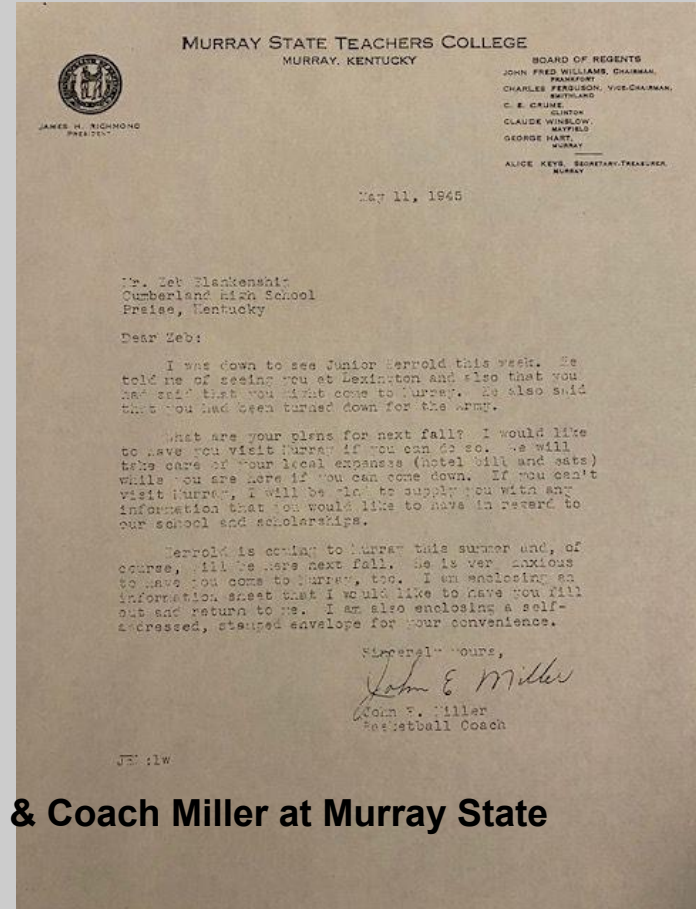 MURRAY STATE TEACHERS COLLEGE
MURRAY, KENTUCKY
JAMES H. RICHMOND
PRESIDENT
BOARD OF REGENTS
JOHN FRED WILLIAMS, CHAIRMAN,
FRANKFORT
CHARLES FERGUSON, VICE-CHAIRMAN,
SMITHLAND
C. E. CRUME,
CLINTON
CLAUDE WINSLOW,
MAYFIELD
GEORGE HART,
MURRAY
ALICE KEYS, SECRETARY-TREASURER,
MURRAY
May 11, 1945
Mr. Zeb Blankenship
Cumberland High School
Praise, Kentucky
Dear Zeb:
I was down to see Junior Herrold this week. He
told me of seeing you at Lexington and also that you
had said that you might come to Murray. He also said
that you had been turned down for the Army.
What are your plans for next fall? I would like
to have you visit Murray if you can do so. We will
take care of your local expenses (hotel bill and eats)
while you are here if you can come down. If you can't
visit Murray, I will be glad to supply you with any
information that you would like to have in regard to
our school and scholarships.
Herrold is coming to Murray this summer and, of
course, will be here next fall. He is very anxious
to have you come to Murray, too. I am enclosing an
information sheet that I would like to have you fill
out and return to me. I am also enclosing a self-
addressed, stamped envelope for your convenience.
Sincerely yours,
John E Miller
John E. Miller
Basketball Coach
JEM:lw
& Coach Miller at Murray State